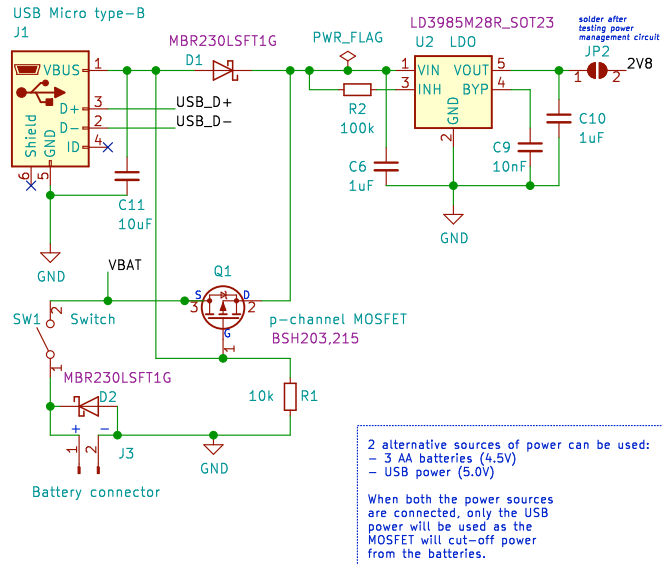 USB Micro type-B
J1
VBUS 1
D+ 3
D- 2
ID 4
Shield
GND
6
5
USB_D+
USB_D-
MBR230LSFT1G
D1
C11
10uF
GND
PWR_FLAG
R2
100k
C6
1uF
LD3985M28R_SOT23
U2 LDO
1 VIN
3 INH
VOUT 5
BYP 4
GND
2
C9
10nF
C10
1uF
GND
solder after
testing power
management circuit
JP2
1 2
2V8
VBAT
SW1
Switch
2
1
Q1
S D
3 2
G
1
p-channel MOSFET
BSH203,215
MBR230LSFT1G
D2
+ -
1 2
J3
Battery connector
10k R1
GND
2 alternative sources of power can be used:
- 3 AA batteries (4.5V)
- USB power (5.0V)
When both the power sources
are connected, only the USB
power will be used as the
MOSFET will cut-off power
from the batteries.